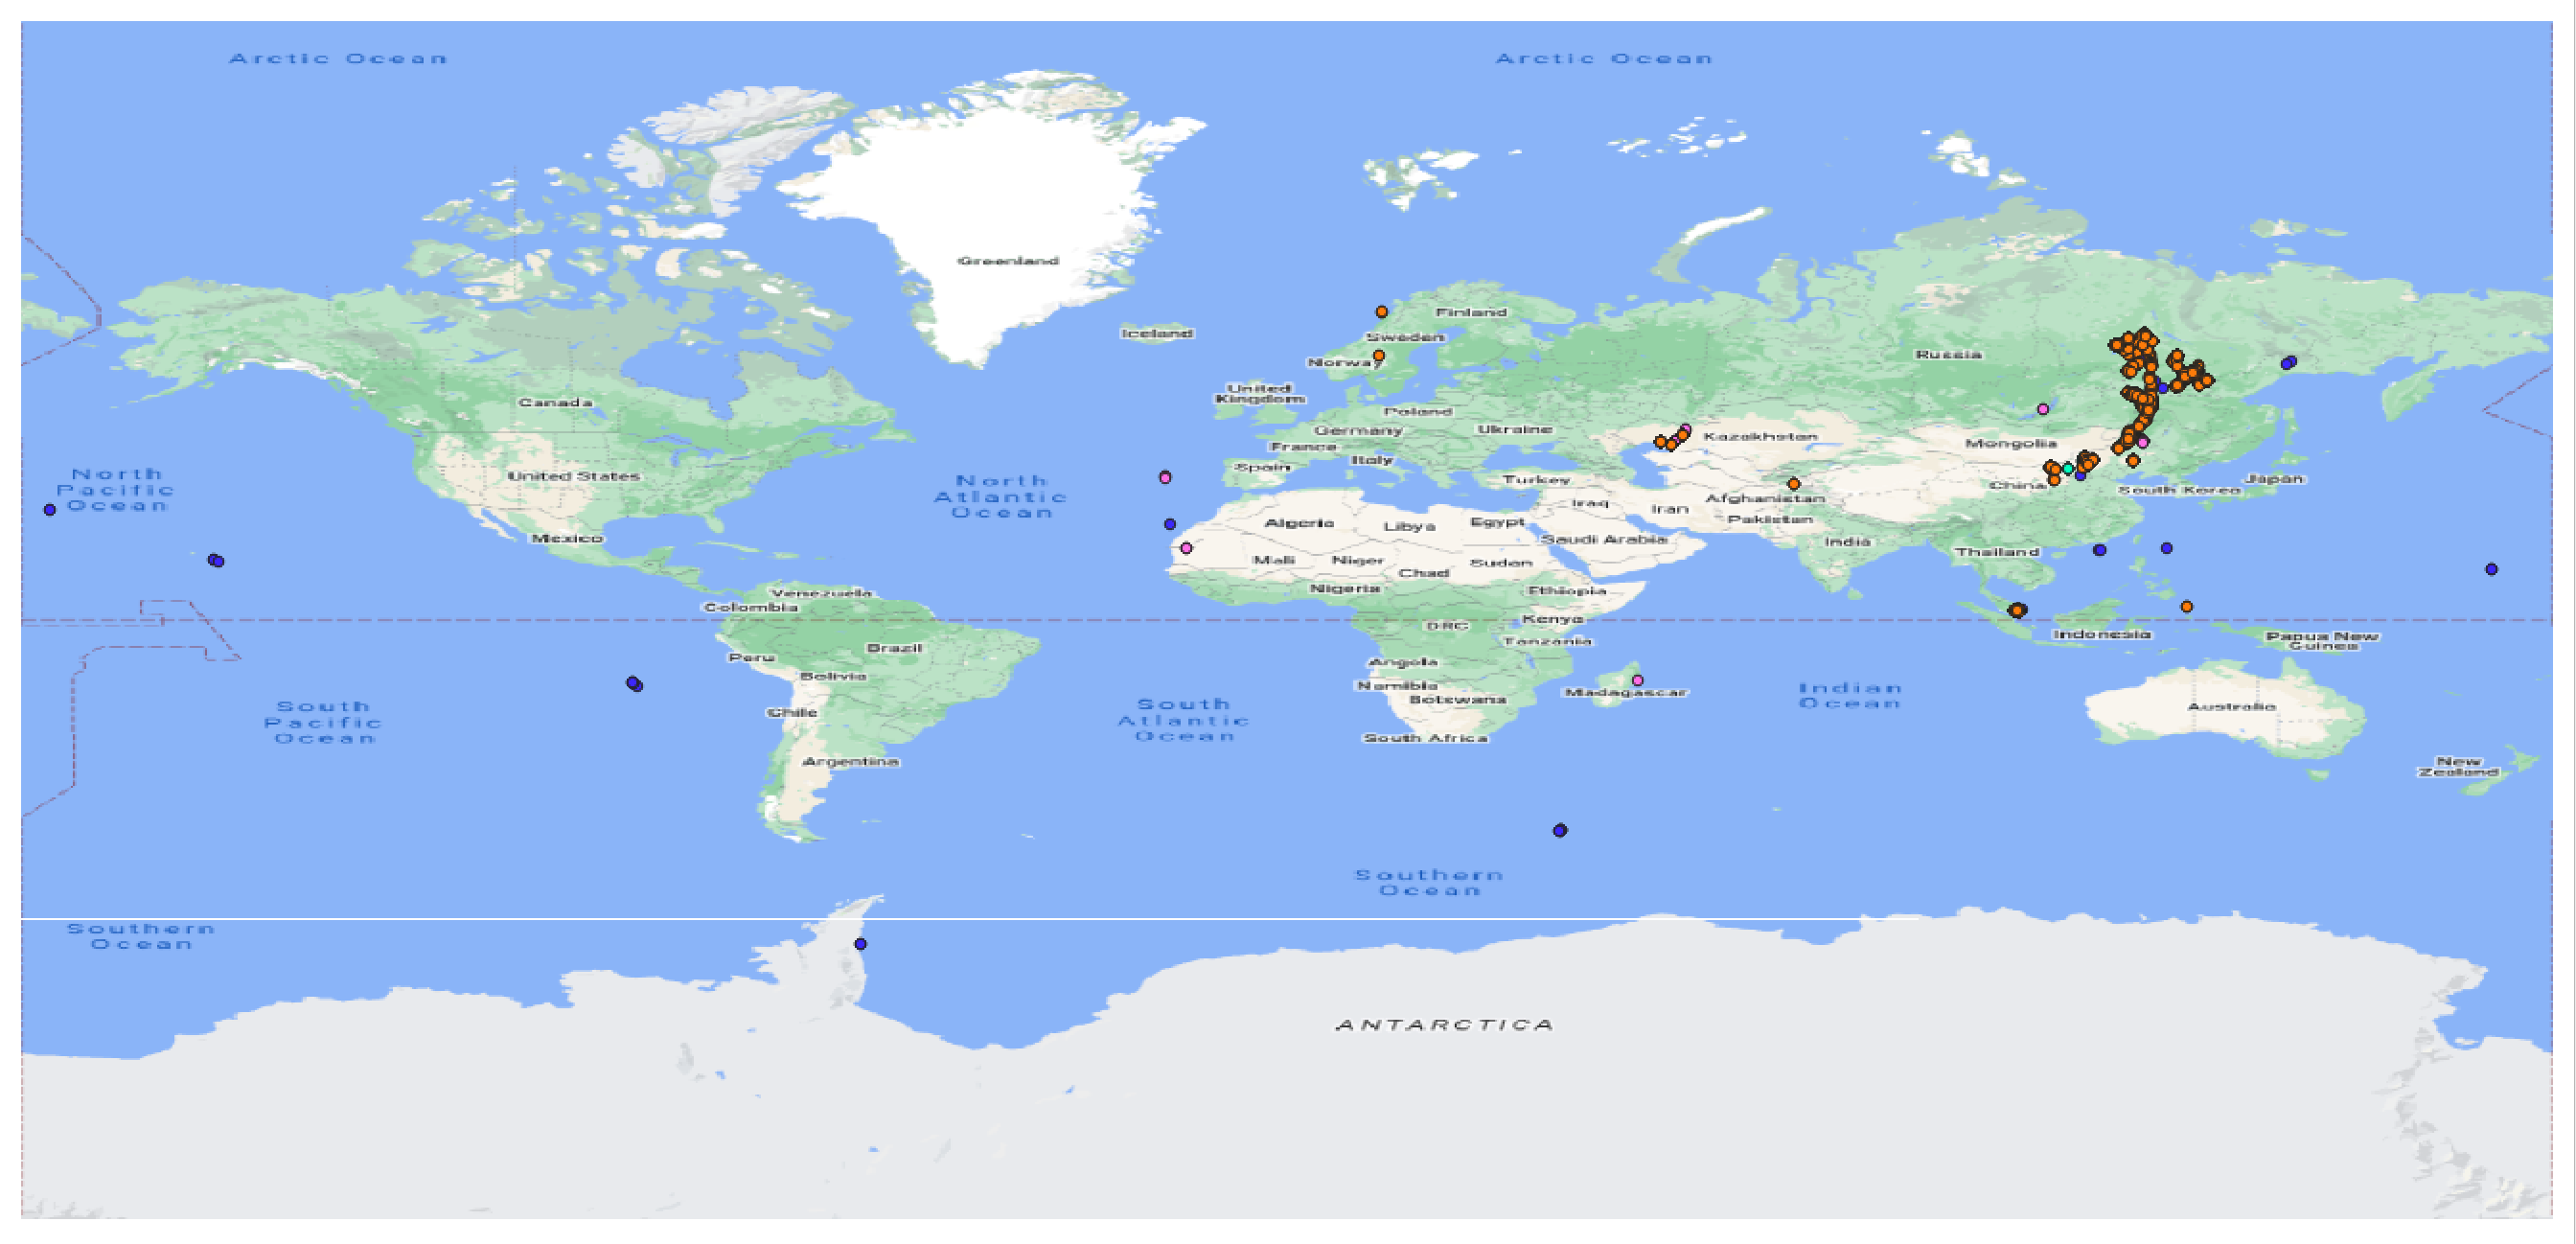 Arctic Ocean
Arctic Ocean
Greenland
Iceland
Finland
Sweden
Norway
Russia
United
Kingdom
Canada
Poland
Germany
Ukraine
France
Kazakhstan
Mongolia
Italy
Spain
North
Pacific
Ocean
United States
North
Atlantic
Ocean
Turkey
China
South Korea
Japan
Afghanistan
Iraq
Iran
Pakistan
Algeria
Libya
Egypt
Mexico
Saudi Arabia
India
Thailand
Mali
Niger
Chad
Sudan
Nigeria
Ethiopia
Venezuela
Colombia
DRC
Kenya
Tanzania
Indonesia
Papua New
Guinea
Brazil
Peru
Angola
Bolivia
Namibia
Botswana
Madagascar
Indian
Ocean
South
Pacific
Ocean
Chile
South
Atlantic
Ocean
Australia
South Africa
Argentina
New
Zealand
Southern
Ocean
Southern
Ocean
ANTARCTICA